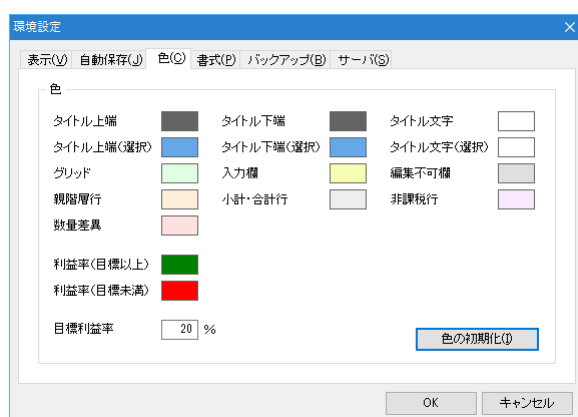 環境設定
表示(V) 自動保存(J) 色(C) 書式(P) バックアップ(B) サーバ(S)
色
タイトル上端 タイトル下端 タイトル文字
タイトル上端(選択) タイトル下端(選択) タイトル文字(選択)
グリッド 入力欄 編集不可欄
親階層行 小計・合計行 非課税行
数量差異
利益率(目標以上)
利益率(目標未満)
目標利益率 20 %
色の初期化(I)
OK キャンセル